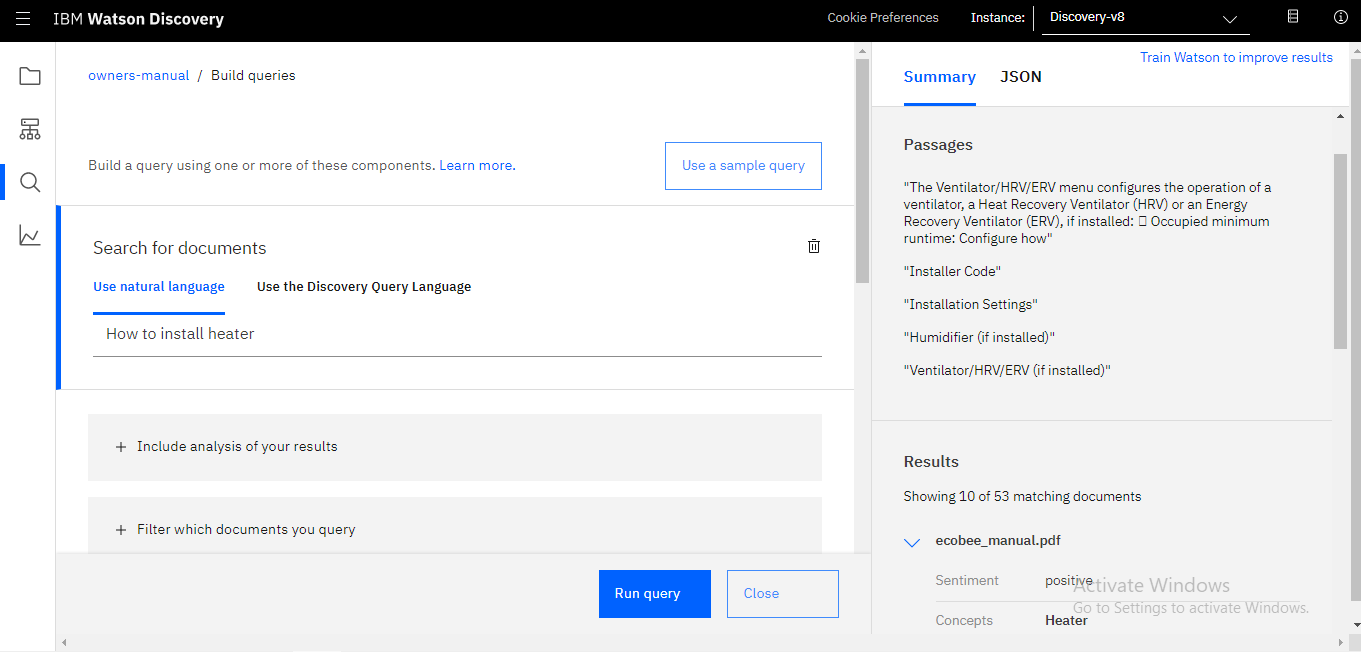 IBM Watson Discovery
Cookie Preferences
Instance:
Discovery-v8
owners-manual / Build queries
Build a query using one or more of these components. Learn more.
Use a sample query
Search for documents
Use natural language
Use the Discovery Query Language
How to install heater
+ Include analysis of your results
+ Filter which documents you query
Run query
Close
Train Watson to improve results
Summary
JSON
Passages
"The Ventilator/HRV/ERV menu configures the operation of a
ventilator, a Heat Recovery Ventilator (HRV) or an Energy
Recovery Ventilator (ERV), if installed: ▯ Occupied minimum
runtime: Configure how"
"Installer Code"
"Installation Settings"
"Humidifier (if installed)"
"Ventilator/HRV/ERV (if installed)"
Results
Showing 10 of 53 matching documents
ecobee_manual.pdf
Sentiment
positive
Activate Windows
Go to Settings to activate Windows.
Concepts
Heater